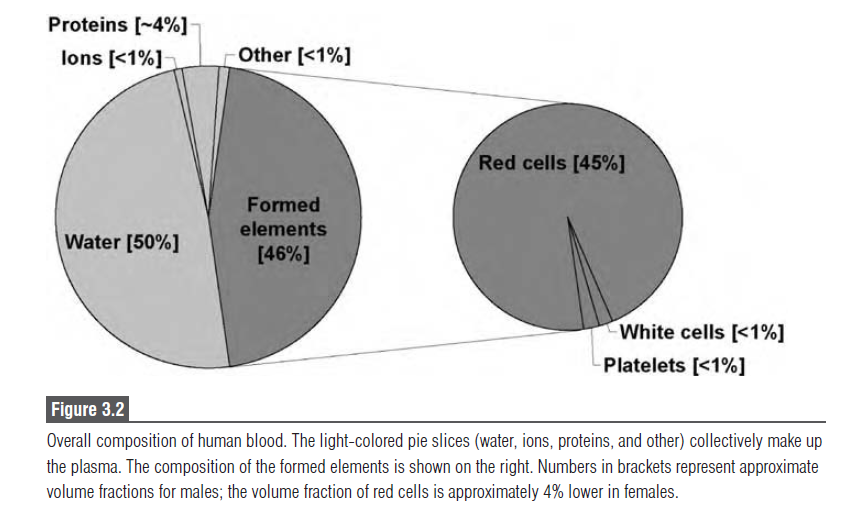 Proteins [~4%]
Ions [<1%]
Other [<1%]
Water [50%]
Formed
elements
[46%]
Red cells [45%]
White cells [<1%]
Platelets [<1%]
Figure 3.2
Overall composition of human blood. The light-colored pie slices (water, ions, proteins, and other) collectively make up
the plasma. The composition of the formed elements is shown on the right. Numbers in brackets represent approximate
volume fractions for males; the volume fraction of red cells is approximately 4% lower in females.